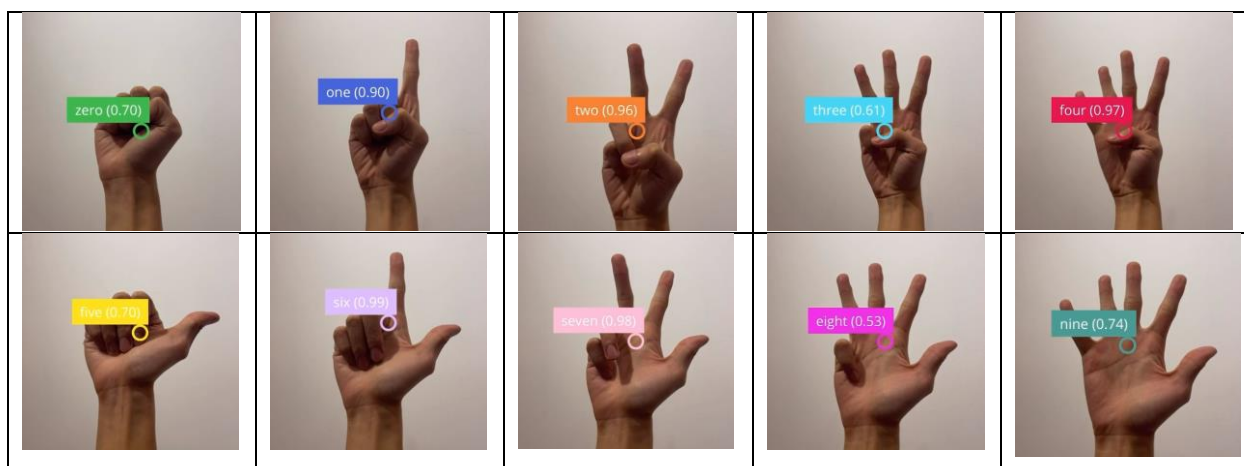 zero (0.70)
one (0.90)
two (0.96)
three (0.61)
four (0.97)
five (0.70)
six (0.99)
seven (0.98)
eight (0.53)
nine (0.74)